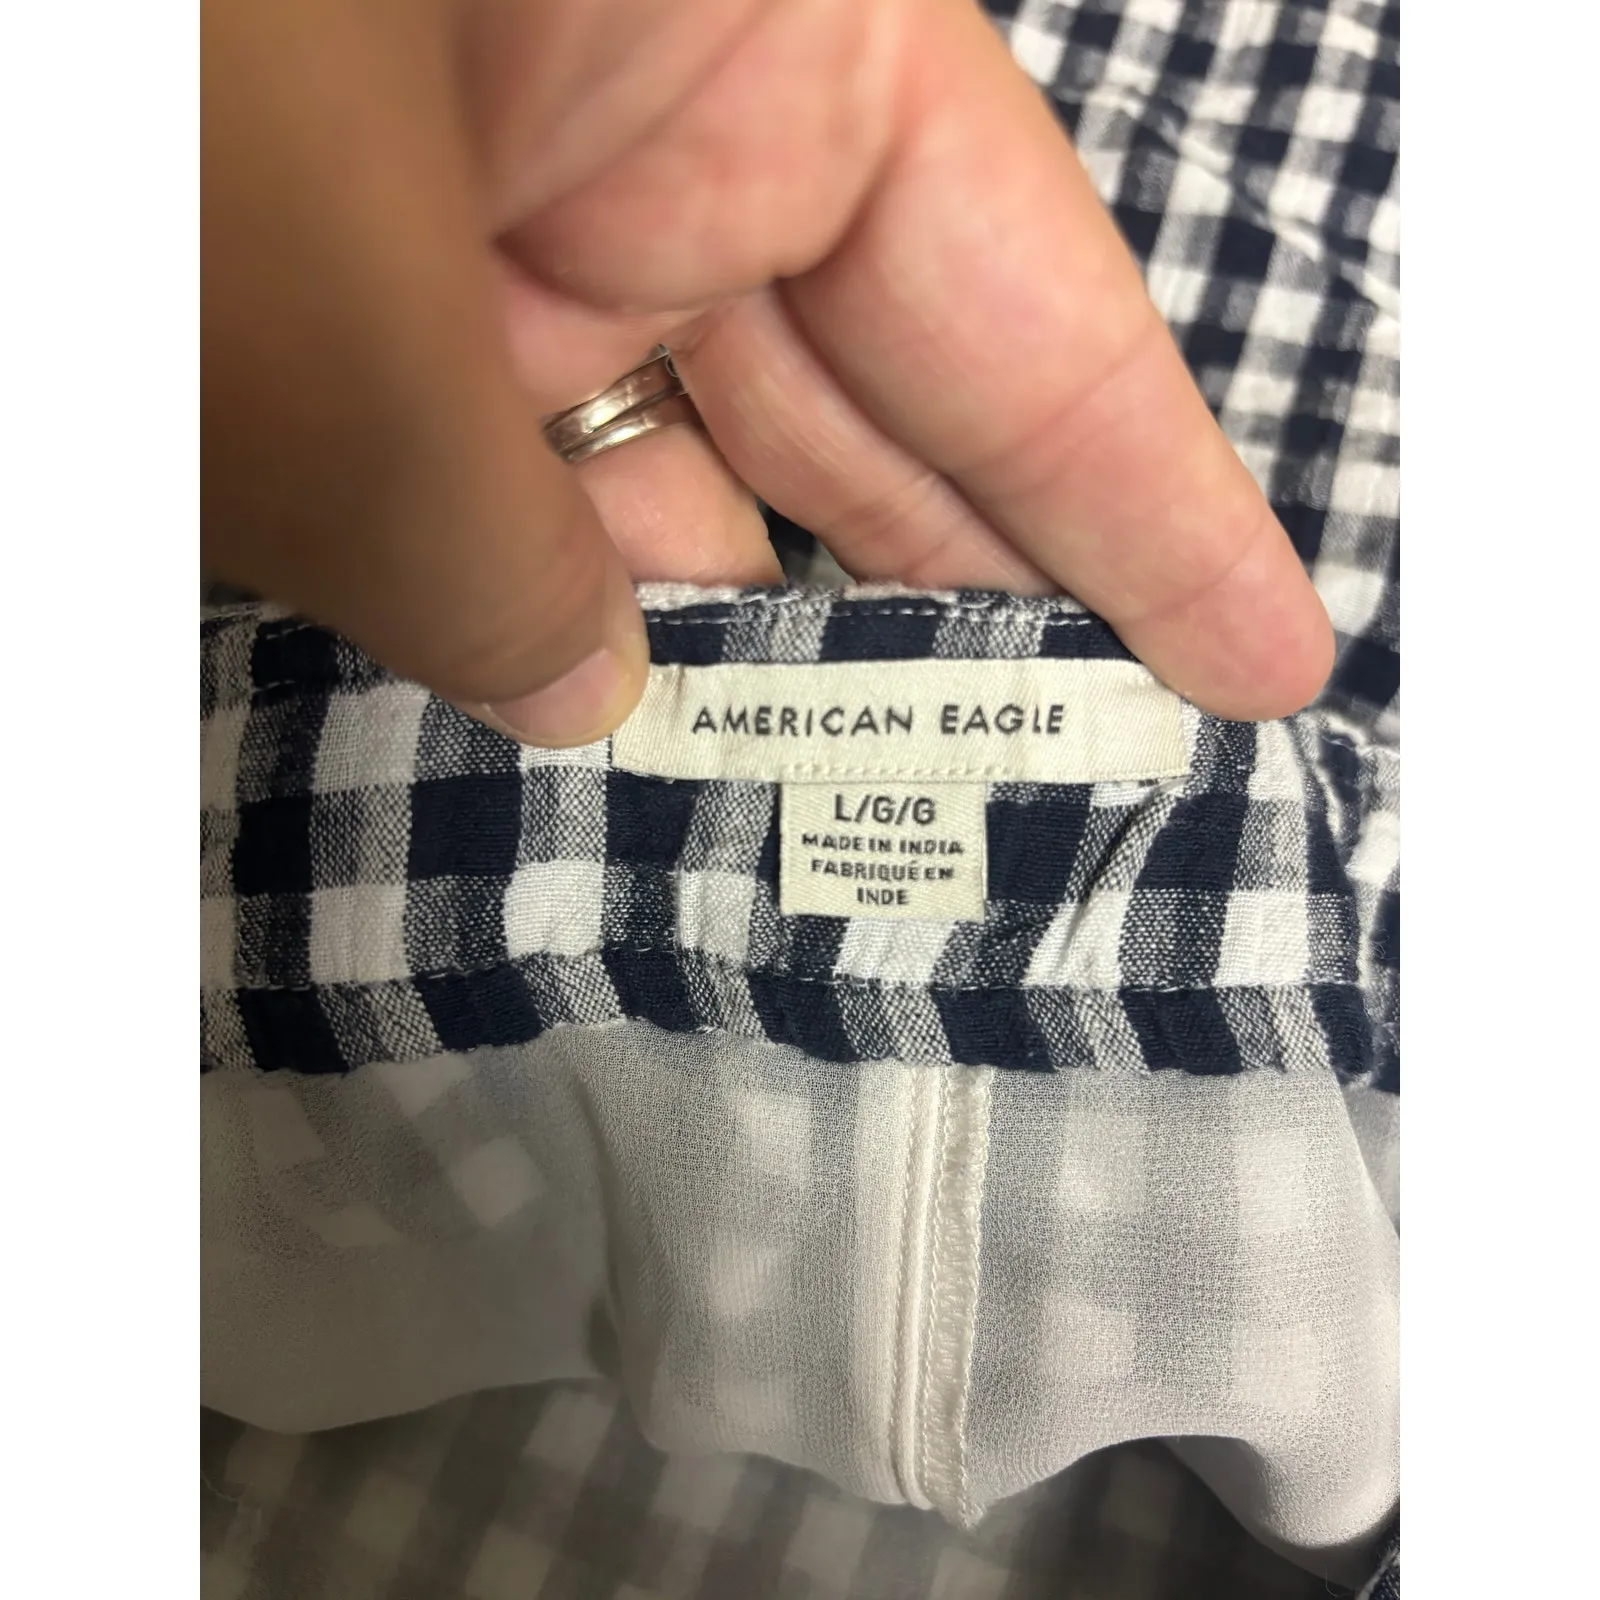 AMERICAN EAGLE
L/G/G
MADE IN INDIA
FABRIQUÉ EN
INDE